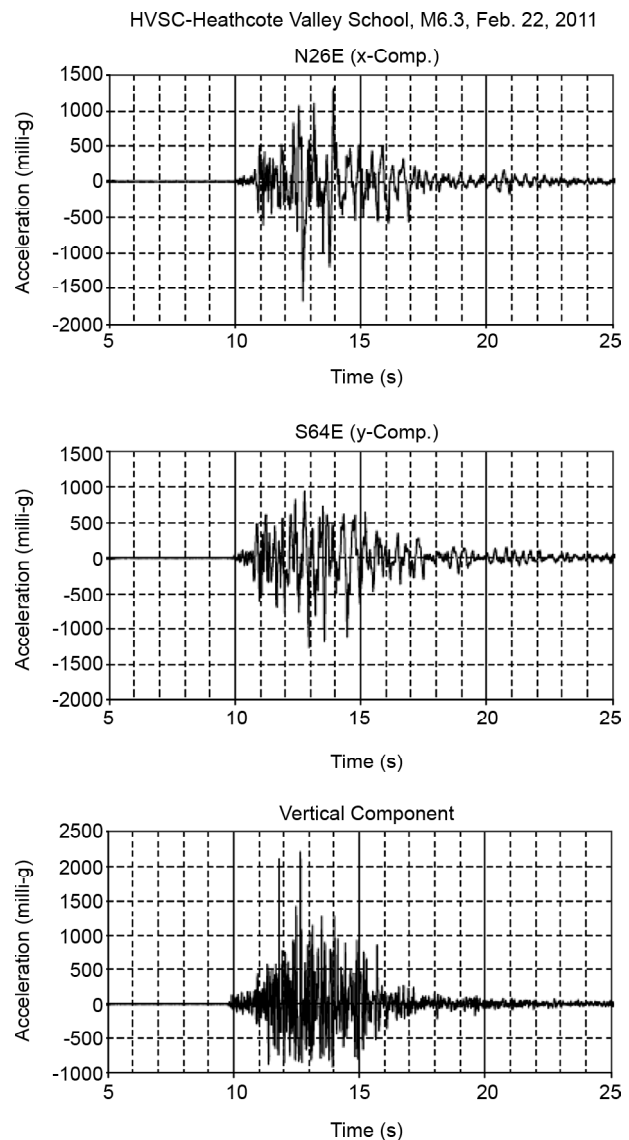 HVSC-Heathcote Valley School, M6.3, Feb. 22, 2011
N26E (x-Comp.)
Acceleration (milli-g)
1500
1000
500
0
-500
-1000
-1500
-2000
5 10 15 20 25
Time (s)
S64E (y-Comp.)
Acceleration (milli-g)
1500
1000
500
0
-500
-1000
-1500
-2000
5 10 15 20 25
Time (s)
Vertical Component
Acceleration (milli-g)
2500
2000
1500
1000
500
0
-500
-1000
5 10 15 20 25
Time (s)